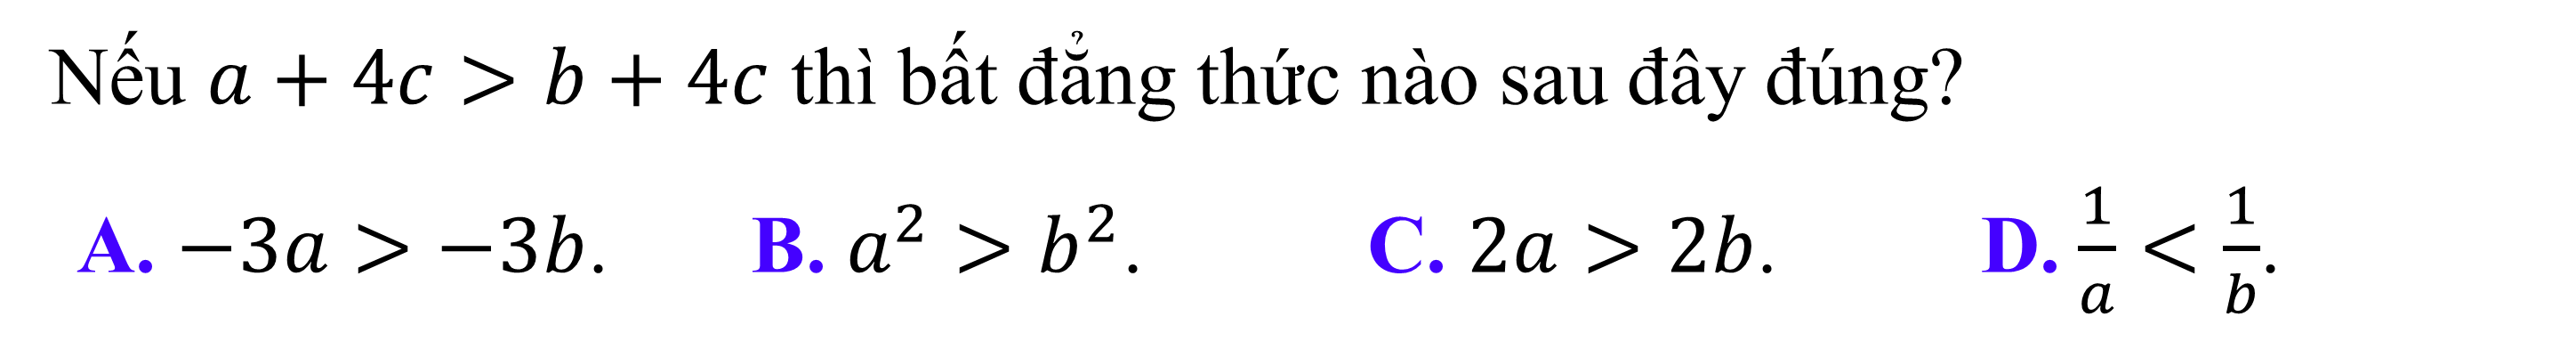 Nếu a + 4c > b + 4c thì bất đẳng thức nào sau đây đúng?
A. −3a > −3b. B. a² > b². C. 2a > 2b. D. 1/a < 1/b.